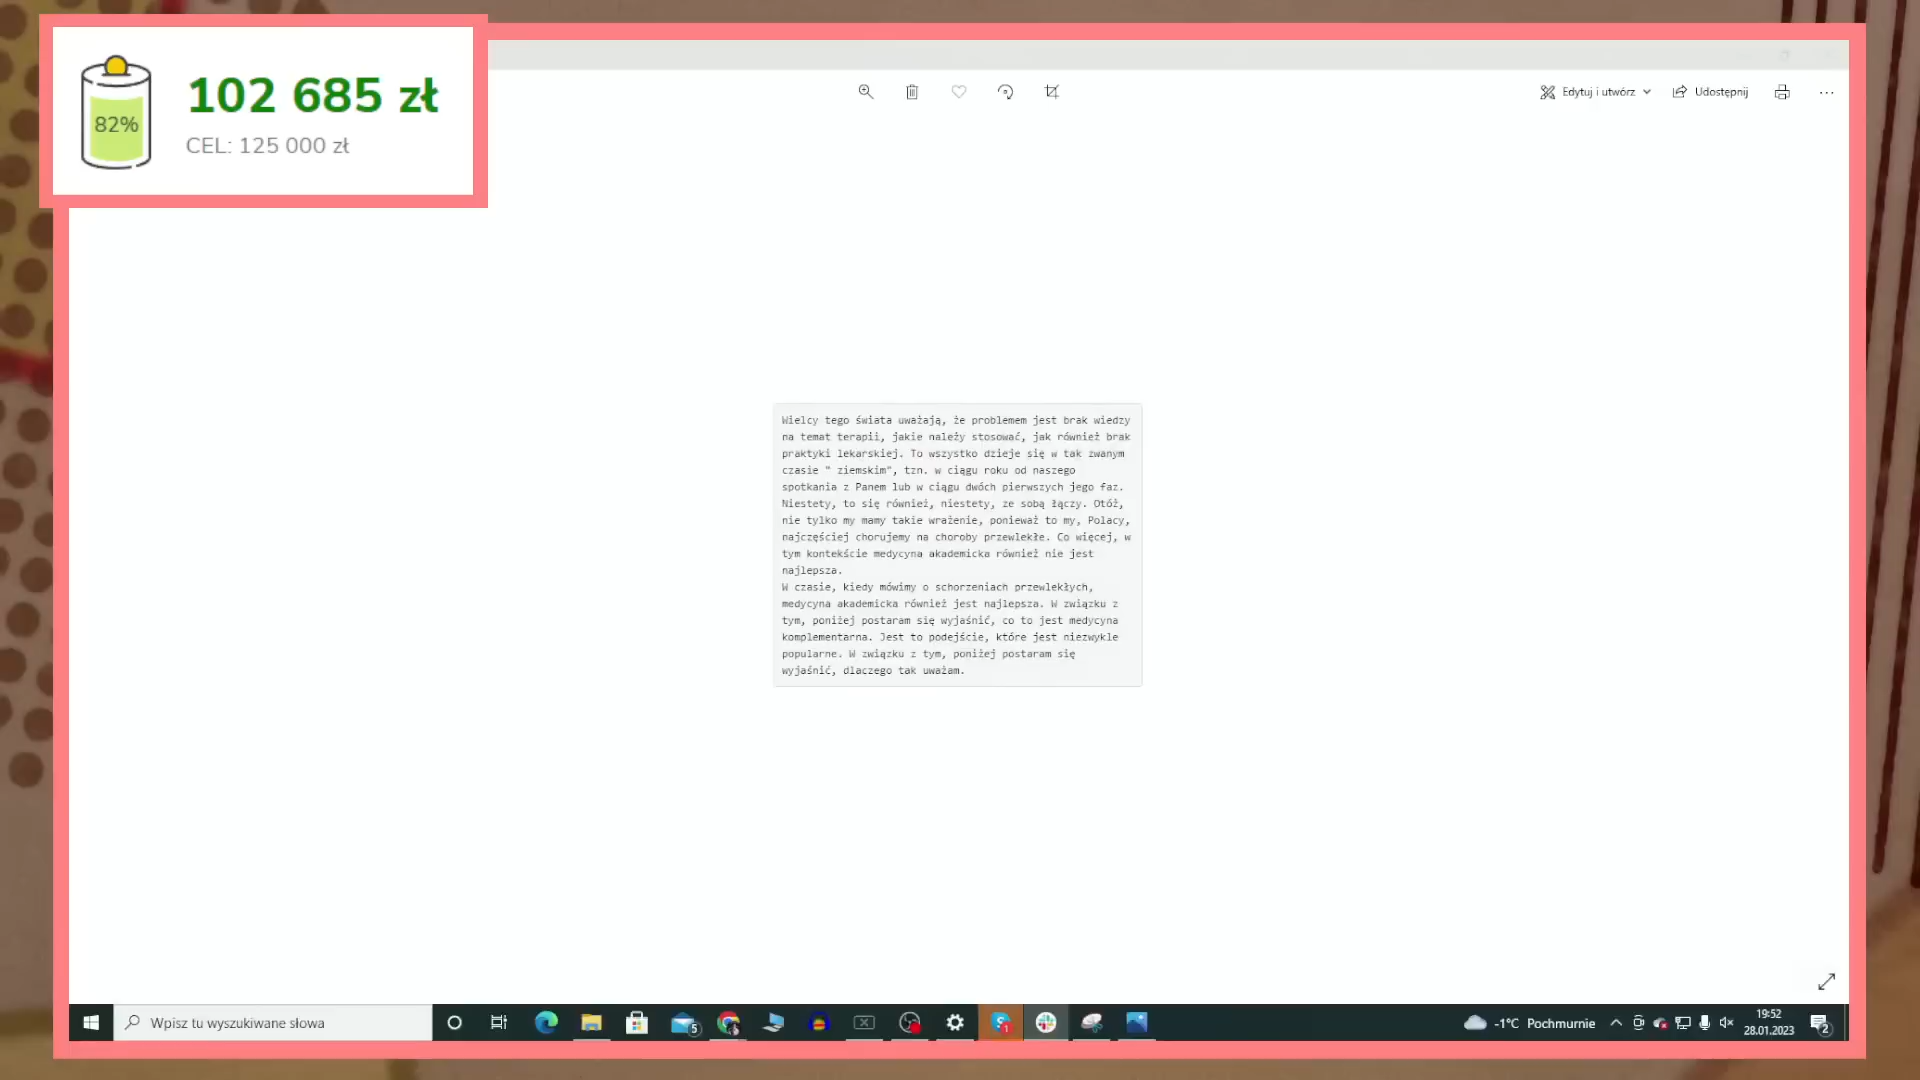 102 685 zł
82%
CEL: 125 000 zł
Edytuj i utwórz
Udostępnij
Wielcy tego świata uważają, że problemem jest brak wiedzy
na temat terapii, jakie należy stosować, jak również brak
praktyki lekarskiej. To wszystko dzieje się w tak zwanym
czasie " ziemskim", tzn. w ciągu roku od naszego
spotkania z Panem lub w ciągu dwóch pierwszych jego faz.
Niestety, to się również, niestety, ze sobą łączy. Otóż,
nie tylko my mamy takie wrażenie, ponieważ to my, Polacy,
najczęściej chorujemy na choroby przewlekłe. Co więcej, w
tym kontekście medycyna akademicka również nie jest
najlepsza.
W czasie, kiedy mówimy o schorzeniach przewlekłych,
medycyna akademicka również jest najlepsza. W związku z
tym, poniżej postaram się wyjaśnić, co to jest medycyna
komplementarna. Jest to podejście, które jest niezwykle
popularne. W związku z tym, poniżej postaram się
wyjaśnić, dlaczego tak uważam.
Wpisz tu wyszukiwane słowa
5
1
-1°C Pochmurnie
19:52
28.01.2023
2